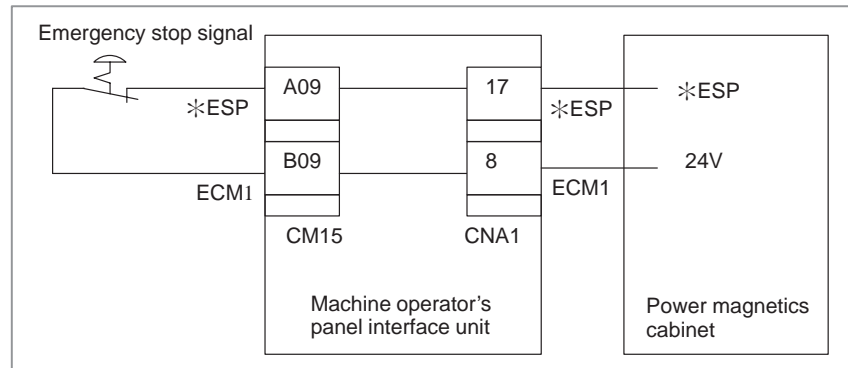 Emergency stop signal
A09
17
✽ESP
✽ESP
✽ESP
B09
8
24V
ECM1
ECM1
CM15
CNA1
Machine operator's
panel interface unit
Power magnetics
cabinet